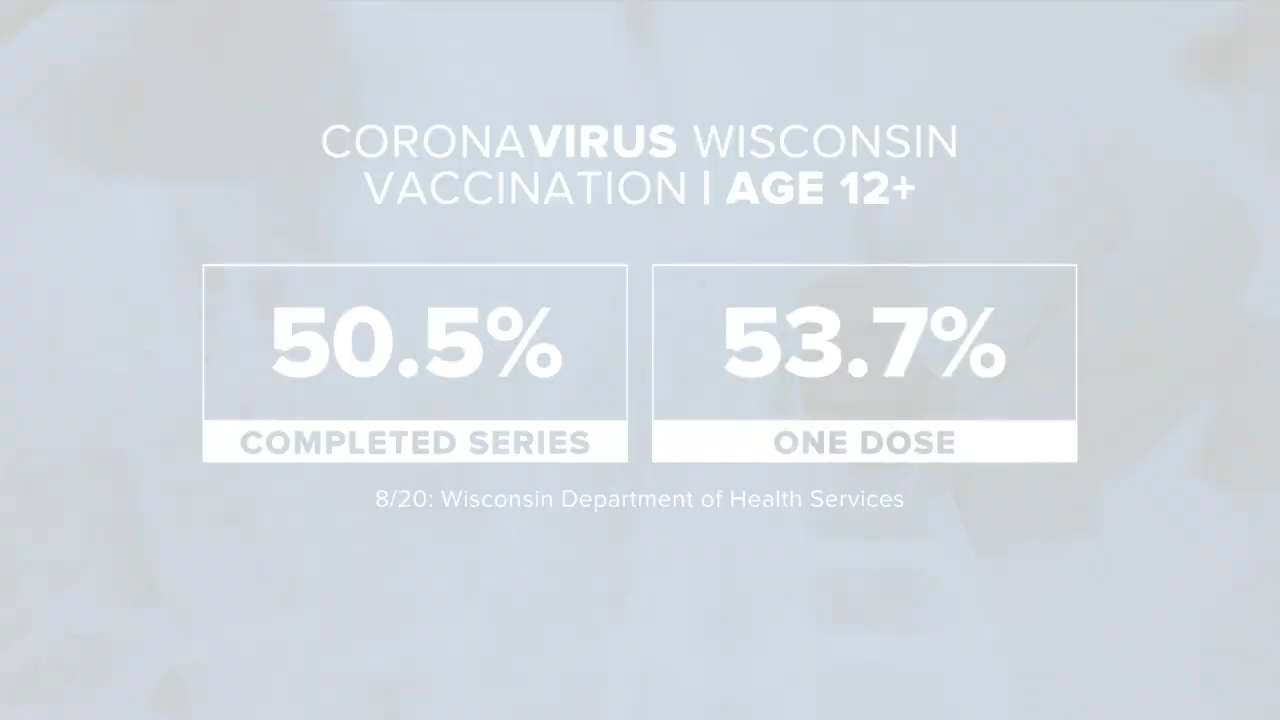 CORONAVIRUS WISCONSIN
VACCINATION | AGE 12+
50.5%
COMPLETED SERIES
53.7%
ONE DOSE
8/20: Wisconsin Department of Health Services